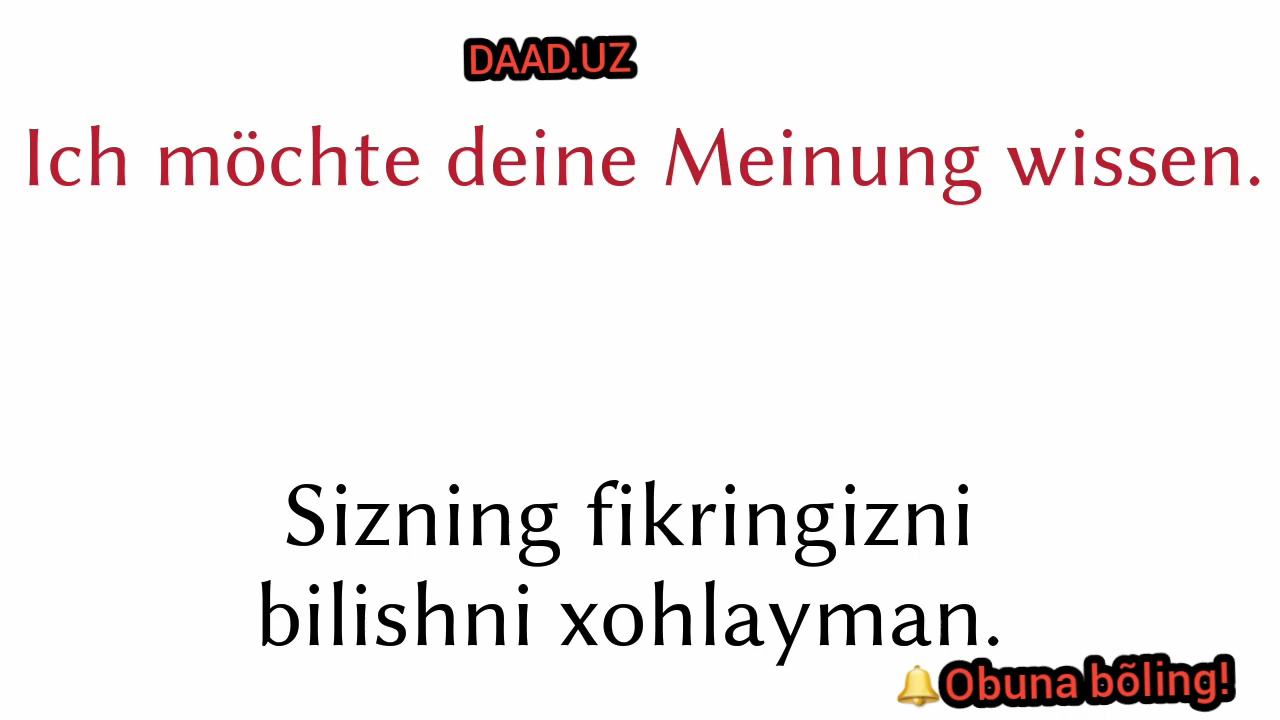 DAAD.UZ
Ich möchte deine Meinung wissen.
Sizning fikringizni
bilishni xohlayman.
🔔Obuna bõling!